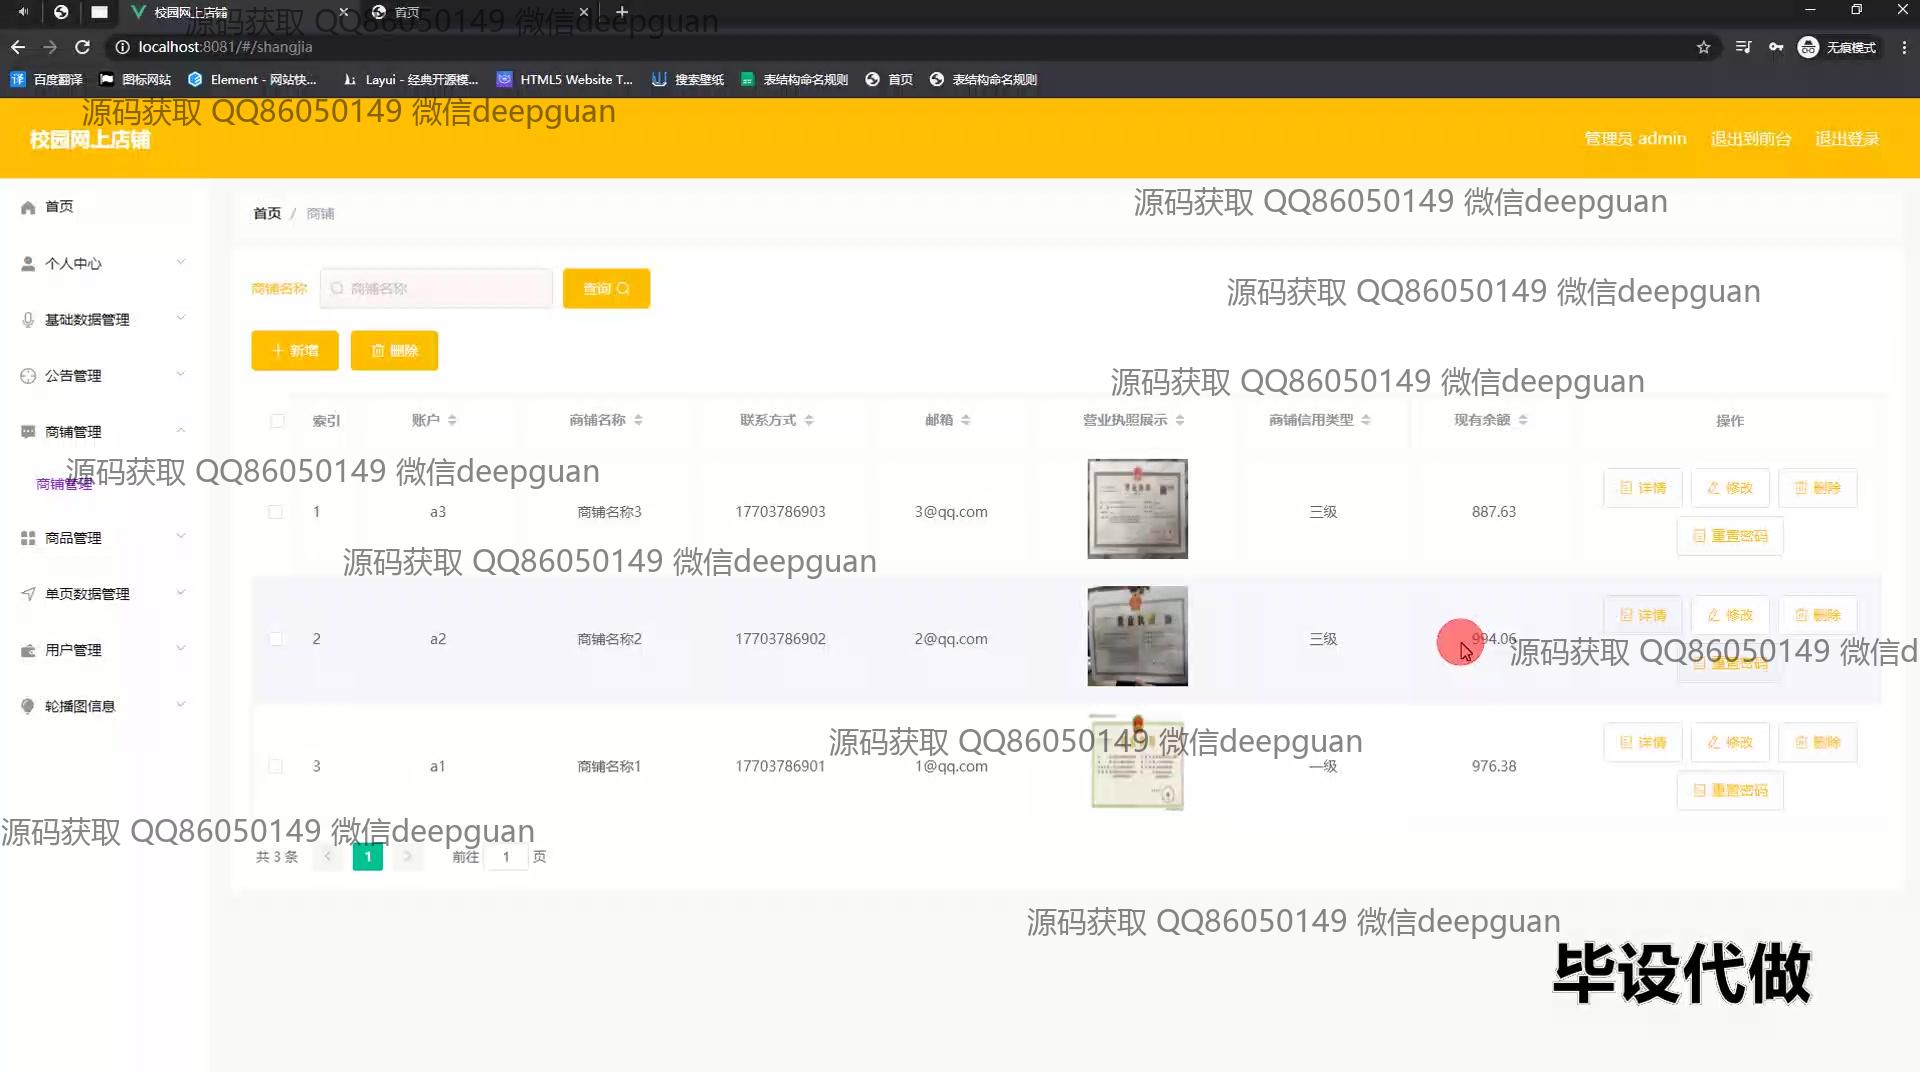 校园网上店铺
首页
源码获取 QQ86050149 微信deepguan
localhost:8081/#/shangjia
无痕模式
百度翻译
图标网站
Element - 网站快...
Layui - 经典开源模...
HTML5 Website T...
搜索壁纸
表结构命名规则
首页
表结构命名规则
源码获取 QQ86050149 微信deepguan
校园网上店铺
管理员 admin
退出到前台
退出登录
首页
个人中心
基础数据管理
公告管理
商铺管理
商铺管理
商品管理
单页数据管理
用户管理
轮播图信息
首页 / 商铺
源码获取 QQ86050149 微信deepguan
商铺名称
商铺名称
查询
源码获取 QQ86050149 微信deepguan
新增
删除
源码获取 QQ86050149 微信deepguan
索引 账户 商铺名称 联系方式 邮箱 营业执照展示 商铺信用类型 现有余额 操作
源码获取 QQ86050149 微信deepguan
1 a3 商铺名称3 17703786903 3@qq.com 三级 887.63 详情 修改 删除
重置密码
源码获取 QQ86050149 微信deepguan
2 a2 商铺名称2 17703786902 2@qq.com 三级 994.06 详情 修改 删除
重置密码
源码获取 QQ86050149 微信d
源码获取 QQ86050149 微信deepguan
3 a1 商铺名称1 17703786901 1@qq.com 一级 976.38 详情 修改 删除
重置密码
源码获取 QQ86050149 微信deepguan
共 3 条 1 前往 1 页
源码获取 QQ86050149 微信deepguan
毕设代做